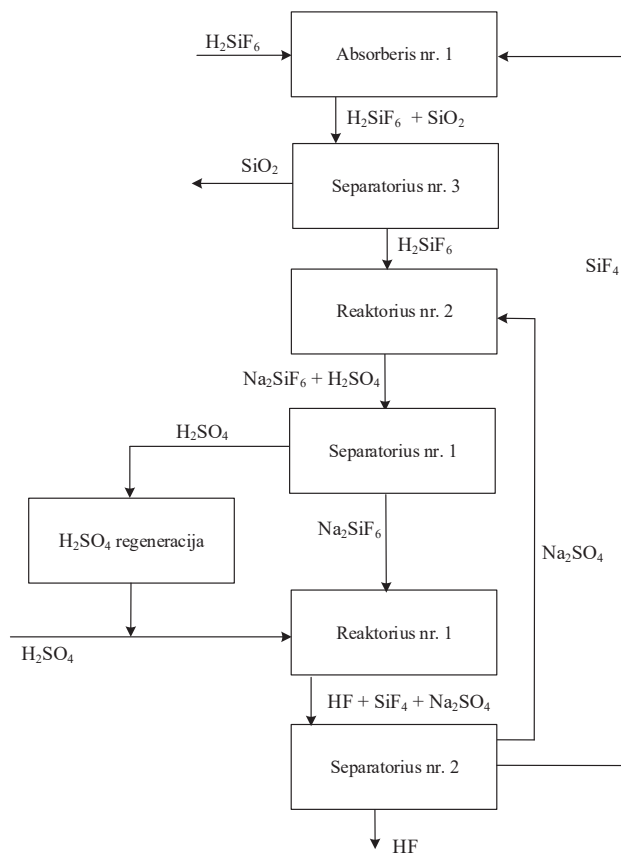 H₂SiF₆
Absorberis nr. 1
H₂SiF₆ + SiO₂
SiO₂
Separatorius nr. 3
H₂SiF₆
SiF₄
Reaktorius nr. 2
Na₂SiF₆ + H₂SO₄
H₂SO₄
Separatorius nr. 1
H₂SO₄ regeneracija
Na₂SiF₆
Na₂SO₄
Reaktorius nr. 1
H₂SO₄
HF + SiF₄ + Na₂SO₄
Separatorius nr. 2
HF